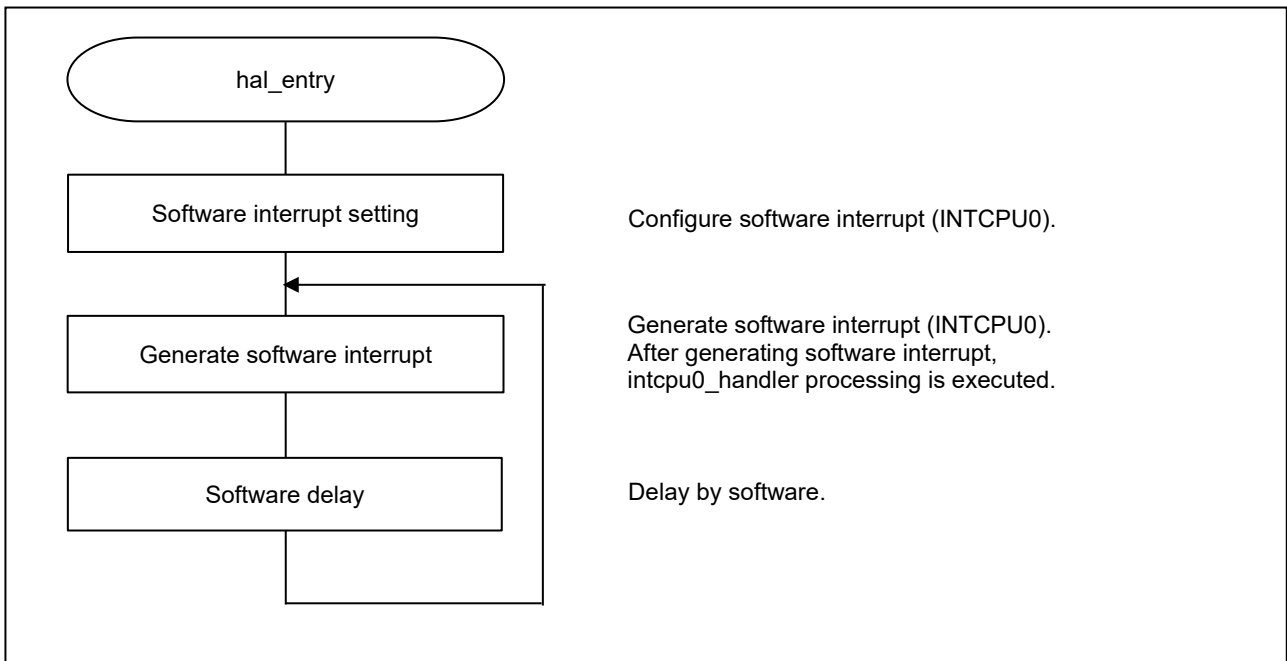 hal_entry
Software interrupt setting
Configure software interrupt (INTCPU0).
Generate software interrupt
Generate software interrupt (INTCPU0).
After generating software interrupt,
intcpu0_handler processing is executed.
Software delay
Delay by software.